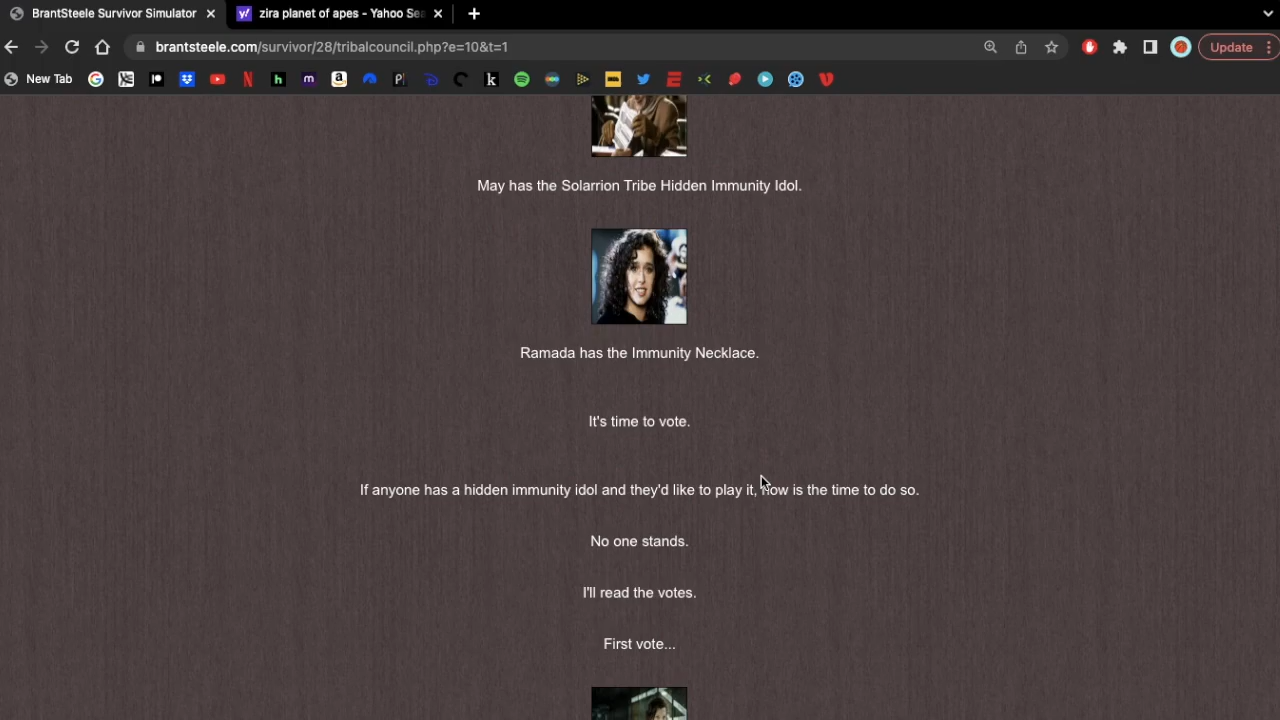 BrantSteele Survivor Simulator
zira planet of apes - Yahoo Sea
brantsteele.com/survivor/28/tribalcouncil.php?e=10&t=1
Update
New Tab
May has the Solarrion Tribe Hidden Immunity Idol.
Ramada has the Immunity Necklace.
It's time to vote.
If anyone has a hidden immunity idol and they'd like to play it, now is the time to do so.
No one stands.
I'll read the votes.
First vote...